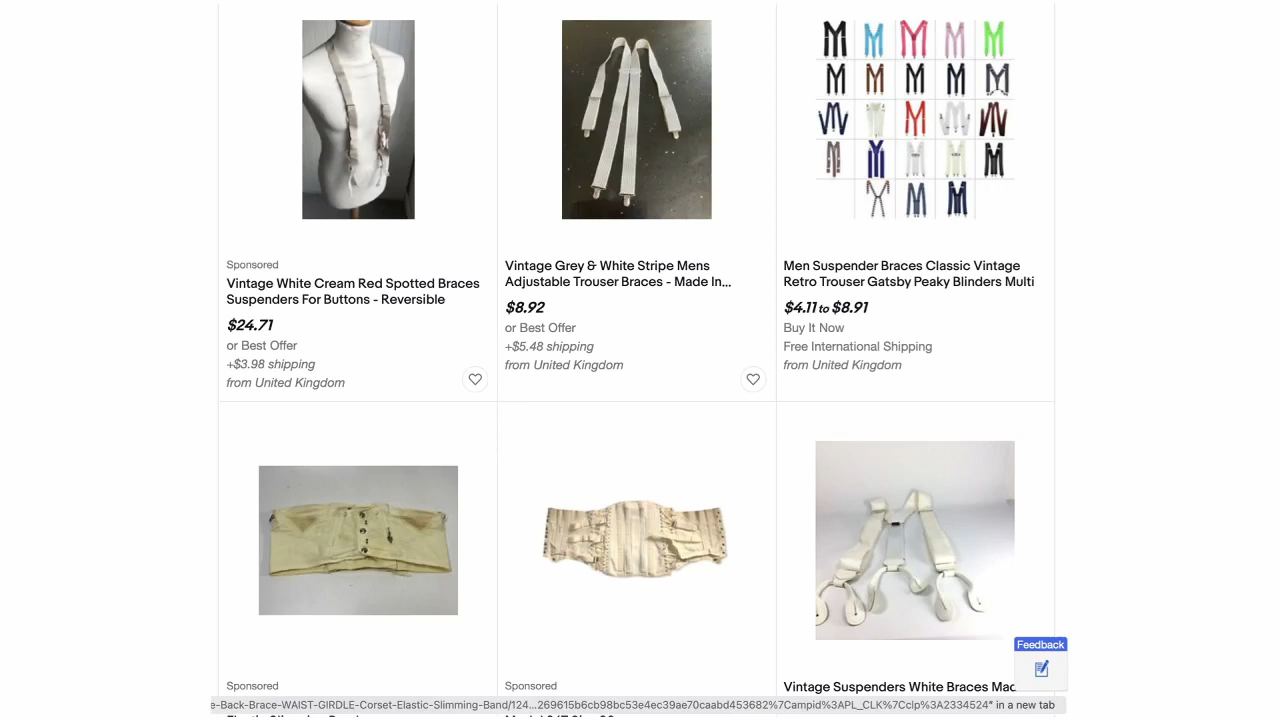 Sponsored
Vintage White Cream Red Spotted Braces
Suspenders For Buttons - Reversible
$24.71
or Best Offer
+$3.98 shipping
from United Kingdom
Vintage Grey & White Stripe Mens
Adjustable Trouser Braces - Made In...
$8.92
or Best Offer
+$5.48 shipping
from United Kingdom
Men Suspender Braces Classic Vintage
Retro Trouser Gatsby Peaky Blinders Multi
$4.11 to $8.91
Buy It Now
Free International Shipping
from United Kingdom
Sponsored
Sponsored
Vintage Suspenders White Braces Mad
Feedback
e-Back-Brace-WAIST-GIRDLE-Corset-Elastic-Slimming-Band/124...269615b6cb98bc53e4ec39ae70caabd453682%7Campid%3APL_CLK%7Cclp%3A2334524" in a new tab